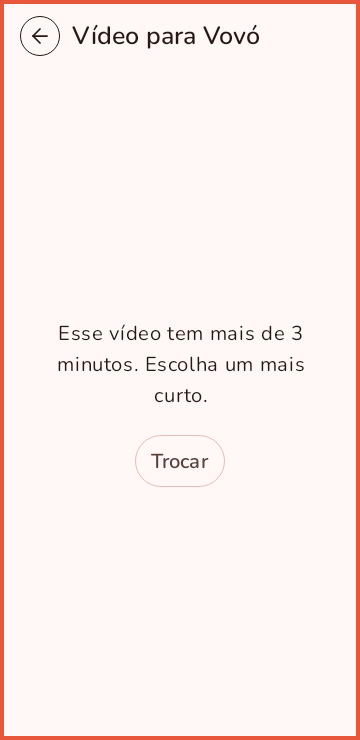 Vídeo para Vovó
Esse vídeo tem mais de 3
minutos. Escolha um mais
curto.
Trocar